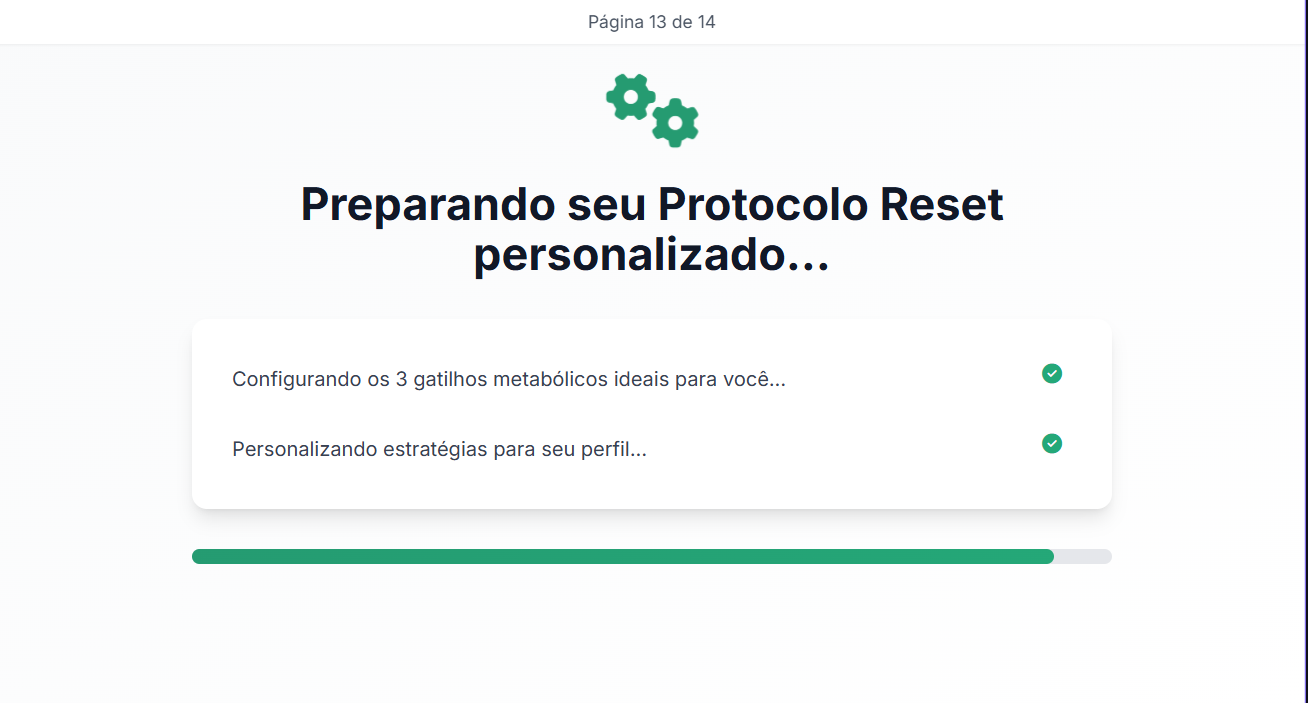 Página 13 de 14
Preparando seu Protocolo Reset
personalizado...
Configurando os 3 gatilhos metabólicos ideais para você...
Personalizando estratégias para seu perfil...